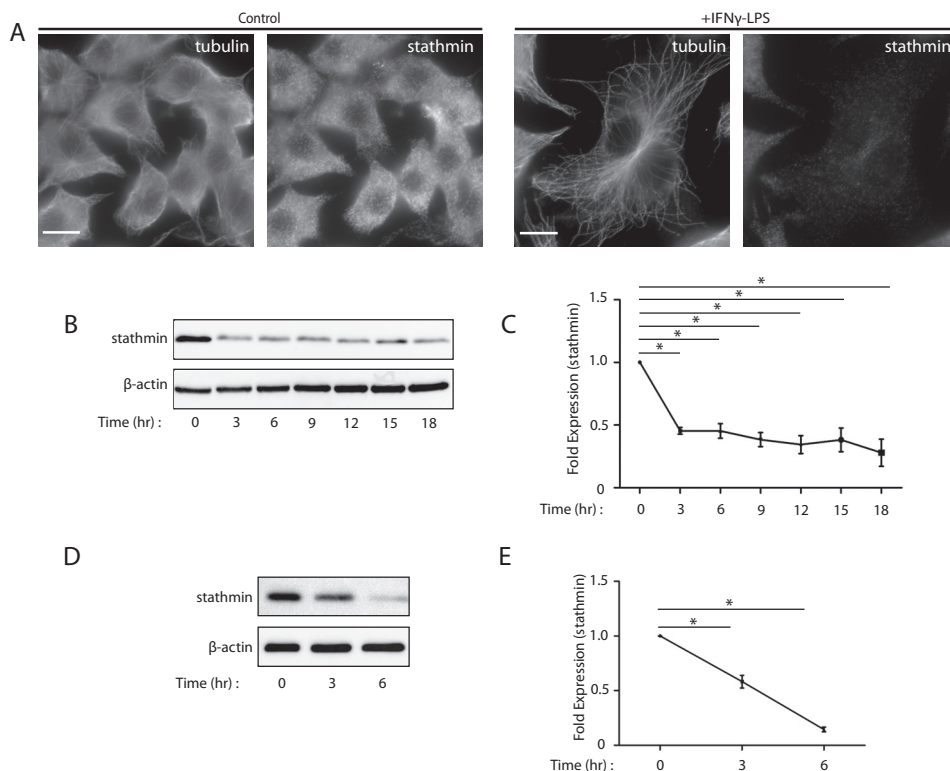 Control
+IFNγ-LPS
A
tubulin
stathmin
tubulin
stathmin
B
stathmin
β-actin
Time (hr) : 0 3 6 9 12 15 18
C
* * * * * *
Fold Expression (stathmin)
1.5
1.0
0.5
0
Time (hr) : 0 3 6 9 12 15 18
D
stathmin
β-actin
Time (hr) : 0 3 6
E
* *
Fold Expression (stathmin)
1.5
1.0
0.5
0
Time (hr) : 0 3 6